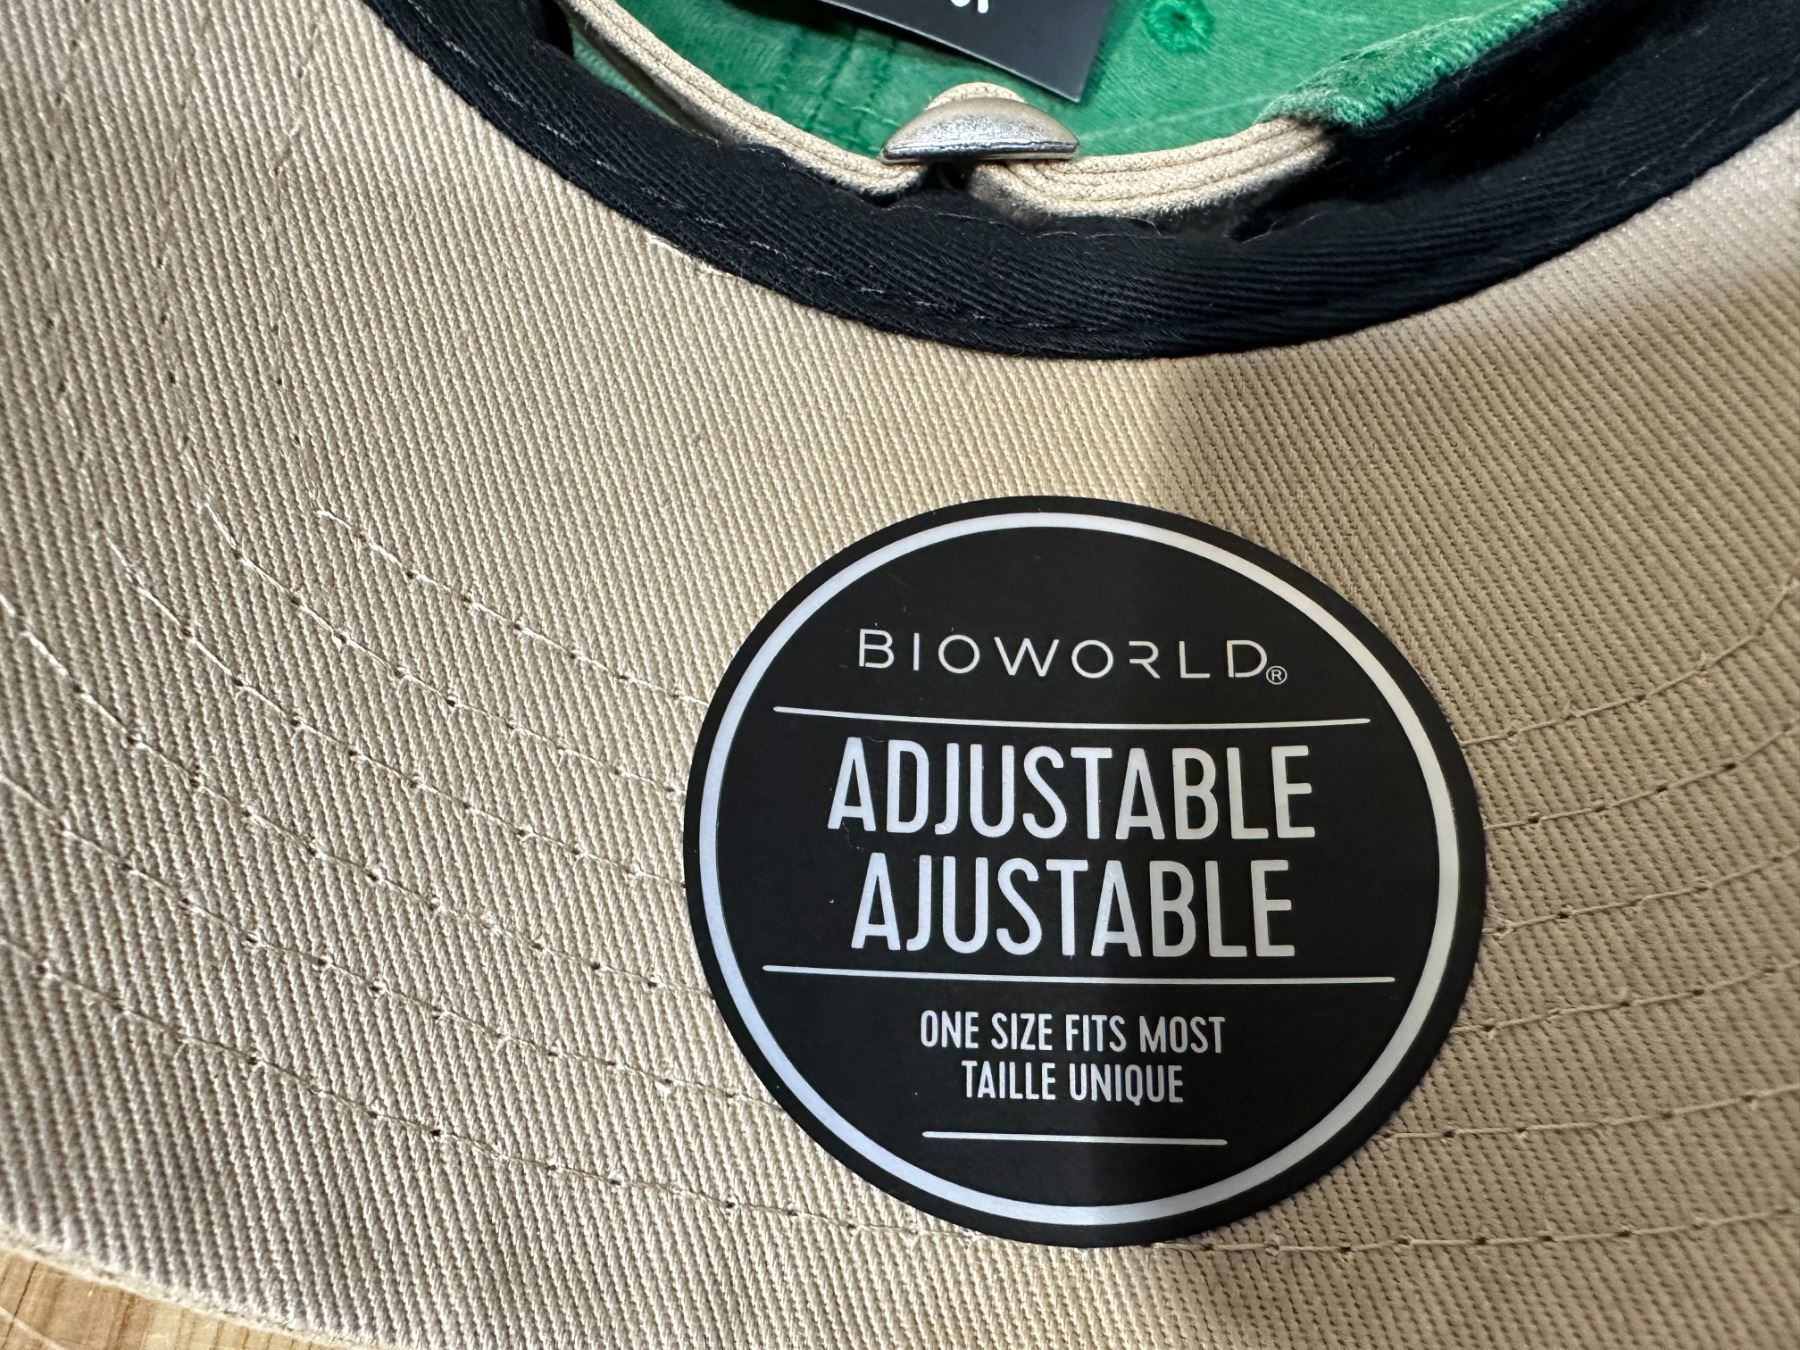 BIOWORLD®
ADJUSTABLE
AJUSTABLE
ONE SIZE FITS MOST
TAILLE UNIQUE